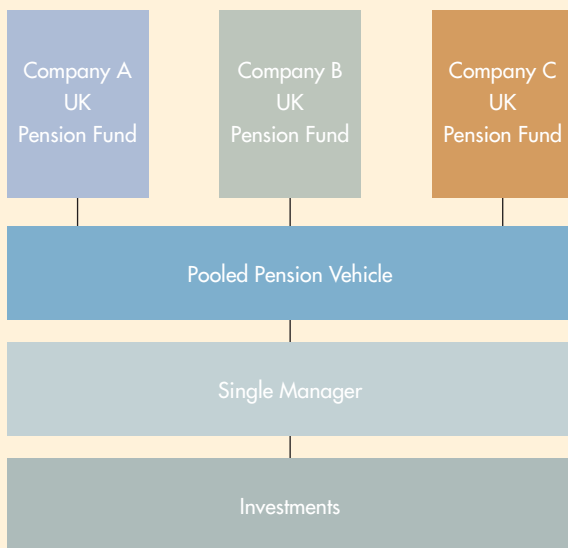 Company A
UK
Pension Fund
Company B
UK
Pension Fund
Company C
UK
Pension Fund
Pooled Pension Vehicle
Single Manager
Investments